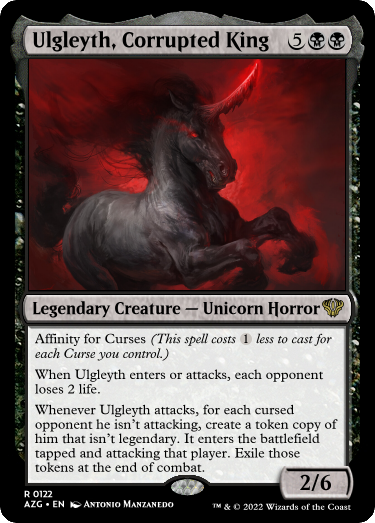 Ulgleyth, Corrupted King 5
Legendary Creature — Unicorn Horror
Affinity for Curses (This spell costs 1 less to cast for
each Curse you control.)
When Ulgleyth enters or attacks, each opponent
loses 2 life.
Whenever Ulgleyth attacks, for each cursed
opponent he isn't attacking, create a token copy of
him that isn't legendary. It enters the battlefield
tapped and attacking that player. Exile those
tokens at the end of combat.
2/6
R 0122
AZG • EN Antonio Manzanedo
™ & © 2022 Wizards of the Coast